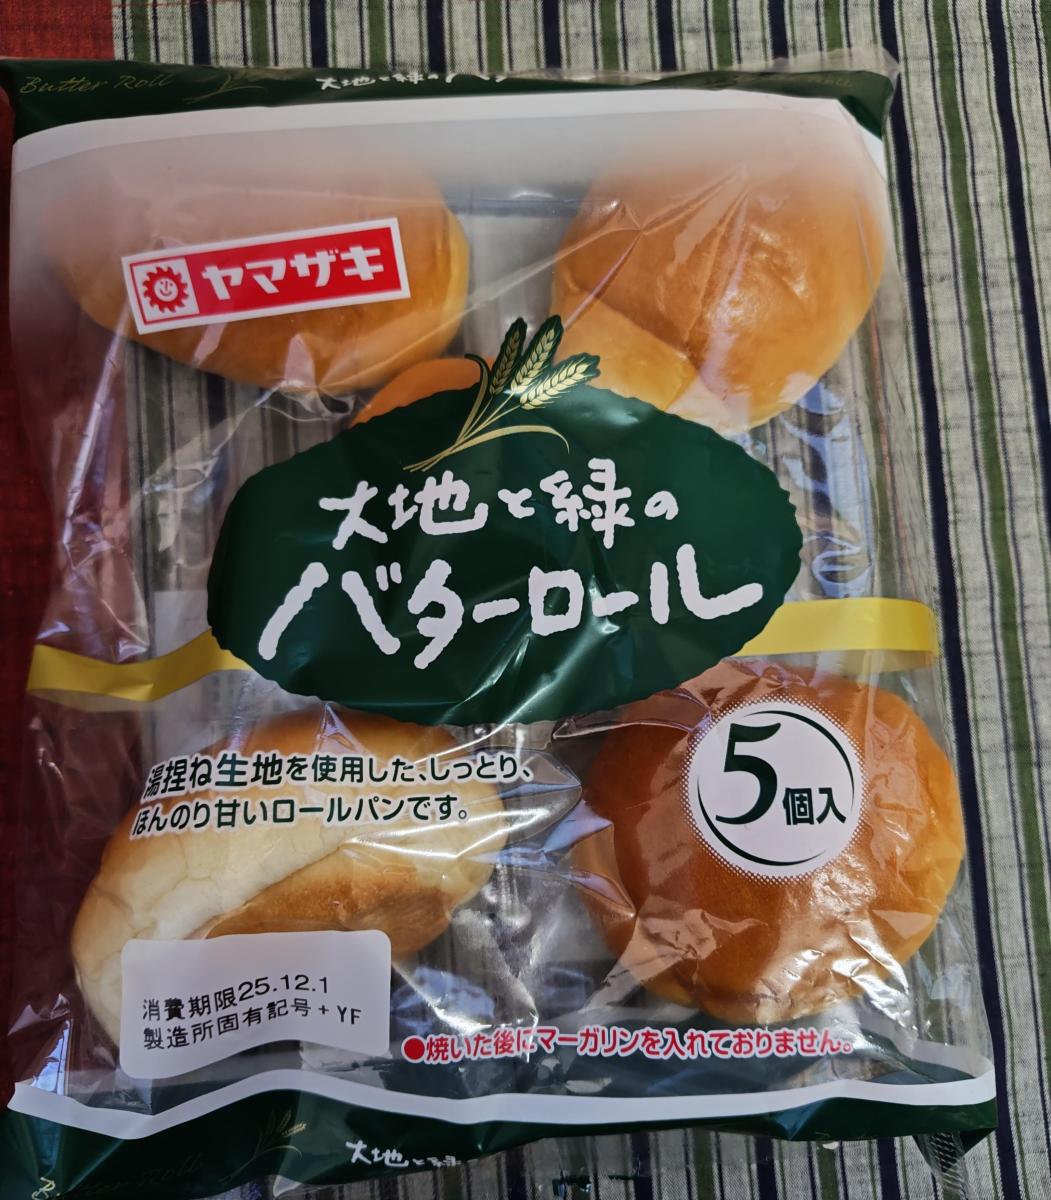 Butter Roll
大地と緑のバタ
ヤマザキ
大地と緑の
バターロール
湯捏ね生地を使用した、しっとり、
ほんのり甘いロールパンです。
5個入
消費期限25.12.1
製造所固有記号+YF
●焼いた後にマーガリンを入れておりません。
大地と緑
Butter Roll